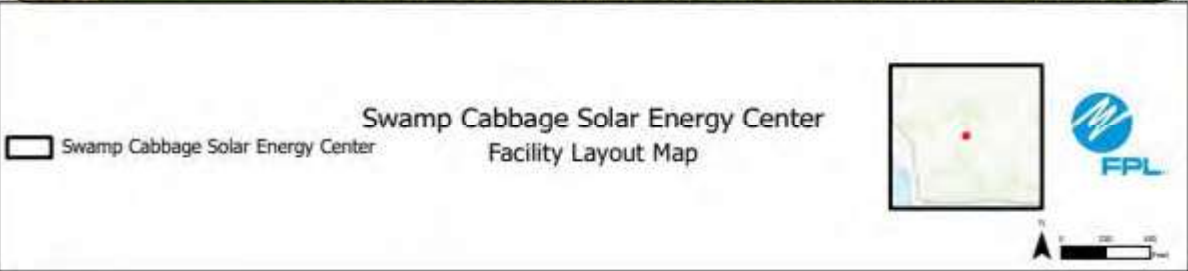 Swamp Cabbage Solar Energy Center
Facility Layout Map
Swamp Cabbage Solar Energy Center
FPL
N